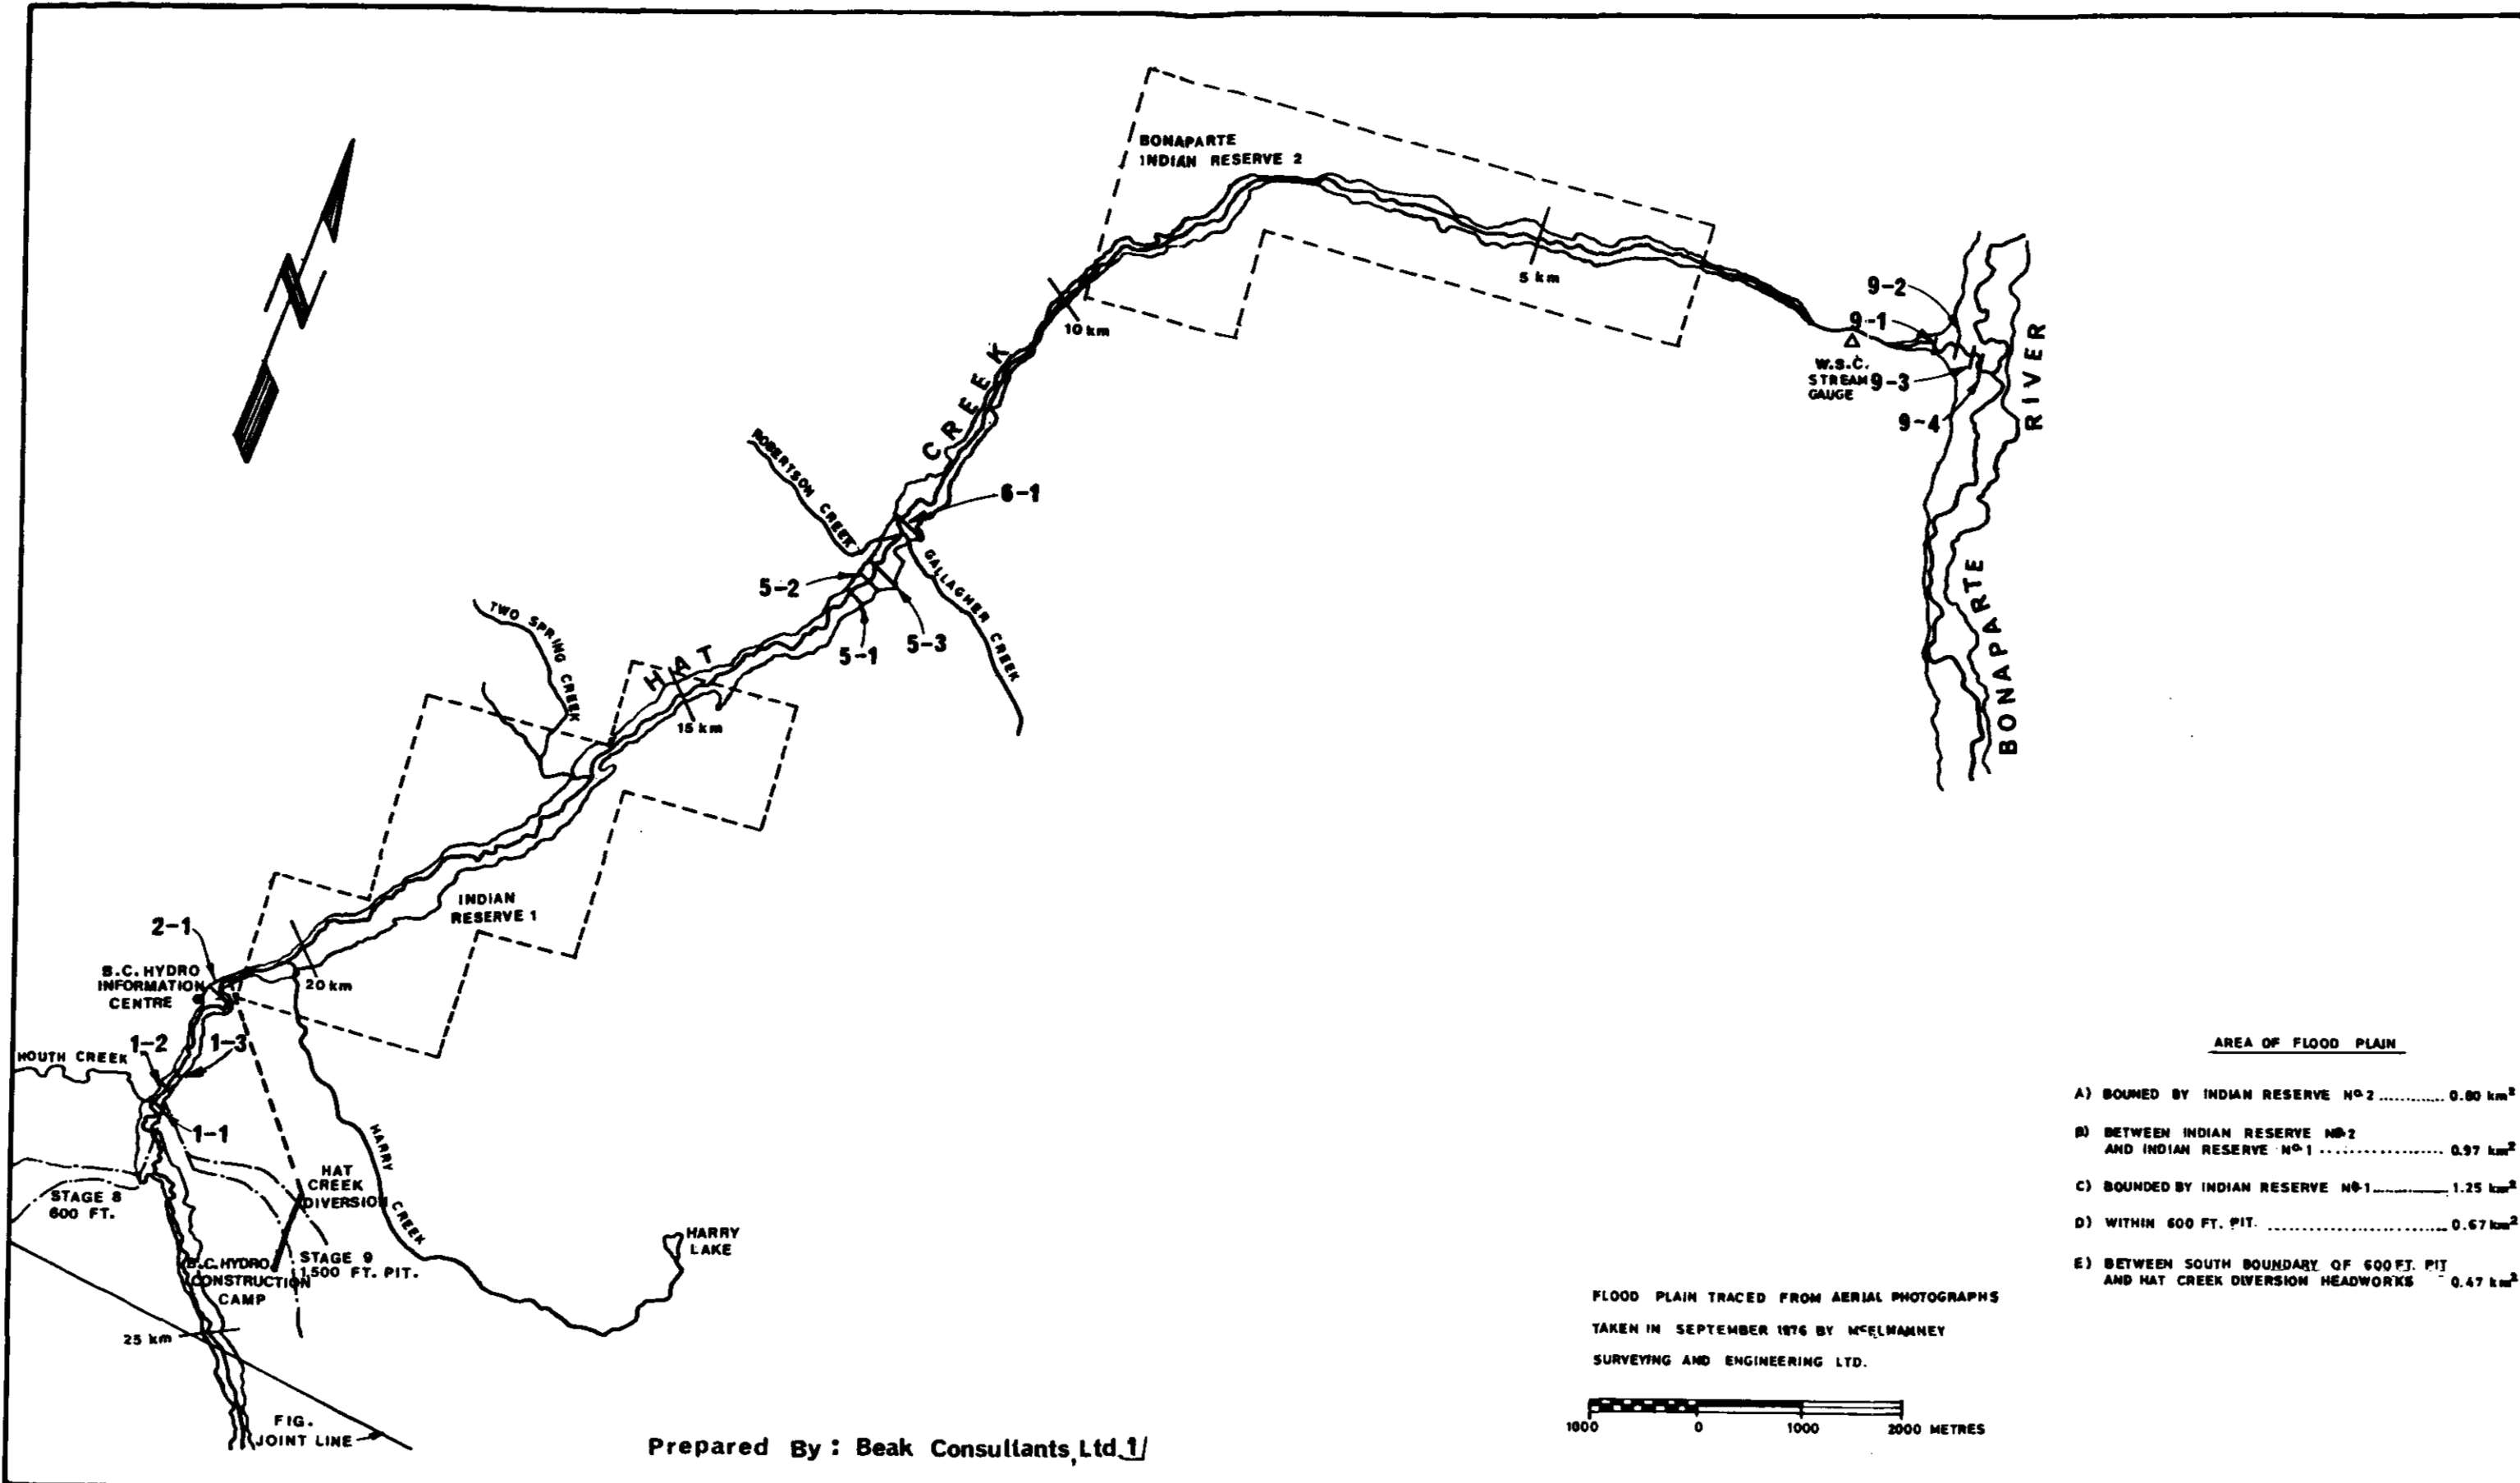 BONAPARTE
INDIAN RESERVE 2
5 km
10 km
9-2
9-1
W.S.C.
STREAM
GAUGE
9-3
9-4
BONAPARTE RIVER
HAT CREEK
ROBERTSON CREEK
6-1
GALLAGHER CREEK
5-2
5-1
5-3
TWO SPRING CREEK
15 km
INDIAN
RESERVE 1
2-1
B.C. HYDRO
INFORMATION
CENTRE
20 km
HOUTH CREEK
1-2
1-3
1-1
HARRY CREEK
HAT
CREEK
DIVERSION
STAGE 8
600 FT.
STAGE 9
1,500 FT. PIT.
B.C. HYDRO
CONSTRUCTION
CAMP
HARRY
LAKE
25 km
FIG.
JOINT LINE
AREA OF FLOOD PLAIN
A) BOUNED BY INDIAN RESERVE Nº 2 ............ 0.80 km²
B) BETWEEN INDIAN RESERVE Nº 2
AND INDIAN RESERVE Nº 1 .................. 0.97 km²
C) BOUNDED BY INDIAN RESERVE Nº 1 ............ 1.25 km²
D) WITHIN 600 FT. PIT. .......................... 0.67 km²
E) BETWEEN SOUTH BOUNDARY OF 600 FT. PIT
AND HAT CREEK DIVERSION HEADWORKS - 0.47 km²
FLOOD PLAIN TRACED FROM AERIAL PHOTOGRAPHS
TAKEN IN SEPTEMBER 1976 BY McELHANNEY
SURVEYING AND ENGINEERING LTD.
1000 0 1000 2000 METRES
Prepared By : Beak Consultants, Ltd. 1/
N